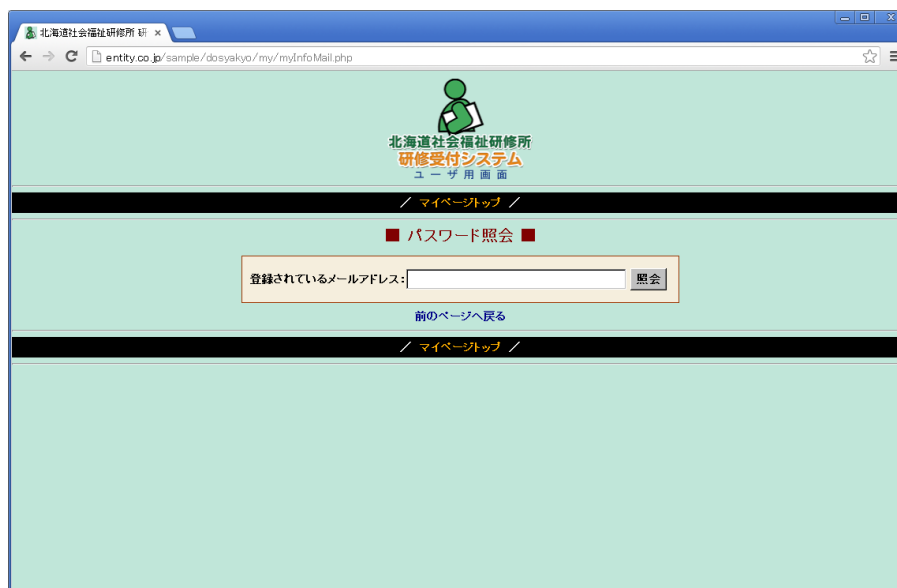 北海道社会福祉研修所 研
entity.co.jp/sample/dosyakyo/my/myInfoMail.php
北海道社会福祉研修所
研修受付システム
ユーザ用画面
／ マイページトップ ／
■ パスワード照会 ■
登録されているメールアドレス: 照会
前のページへ戻る
／ マイページトップ ／